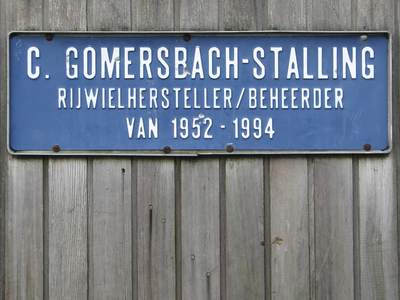 C. GOMERSBACH-STALLING
RIJWIELHERSTELLER/BEHEERDER
VAN 1952 - 1994